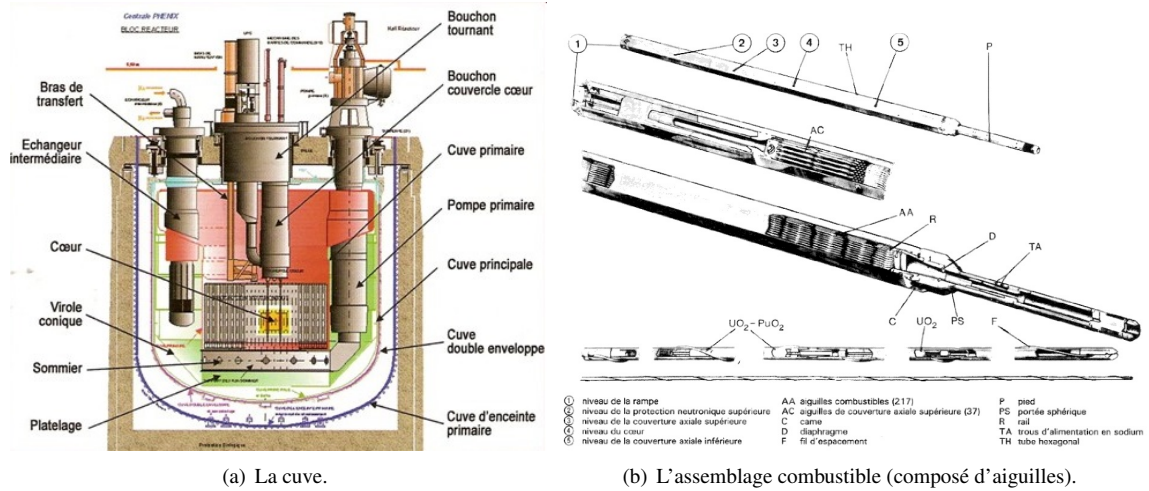 Centrale PHENIX
BLOC REACTEUR
Bouchon
tournant
Bouchon
couvercle cœur
Bras de
transfert
Echangeur
intermédiaire
Cuve primaire
Pompe primaire
Cœur
Cuve principale
Virole
conique
Cuve
double enveloppe
Sommier
Platelage
Cuve d'enceinte
primaire
(a) La cuve.
1 2 3 4 TH 5 P
AC
AA R D TA
C PS F
UO2-PuO2 UO2
1 niveau de la rampe
2 niveau de la protection neutronique supérieure
3 niveau de la couverture axiale supérieure
4 niveau du cœur
5 niveau de la couverture axiale inférieure
AA aiguilles combustibles (217)
AC aiguilles de couverture axiale supérieure (37)
C came
D diaphragme
F fil d'espacement
P pied
PS portée sphérique
R rail
TA trous d'alimentation en sodium
TH tube hexagonal
(b) L'assemblage combustible (composé d'aiguilles).